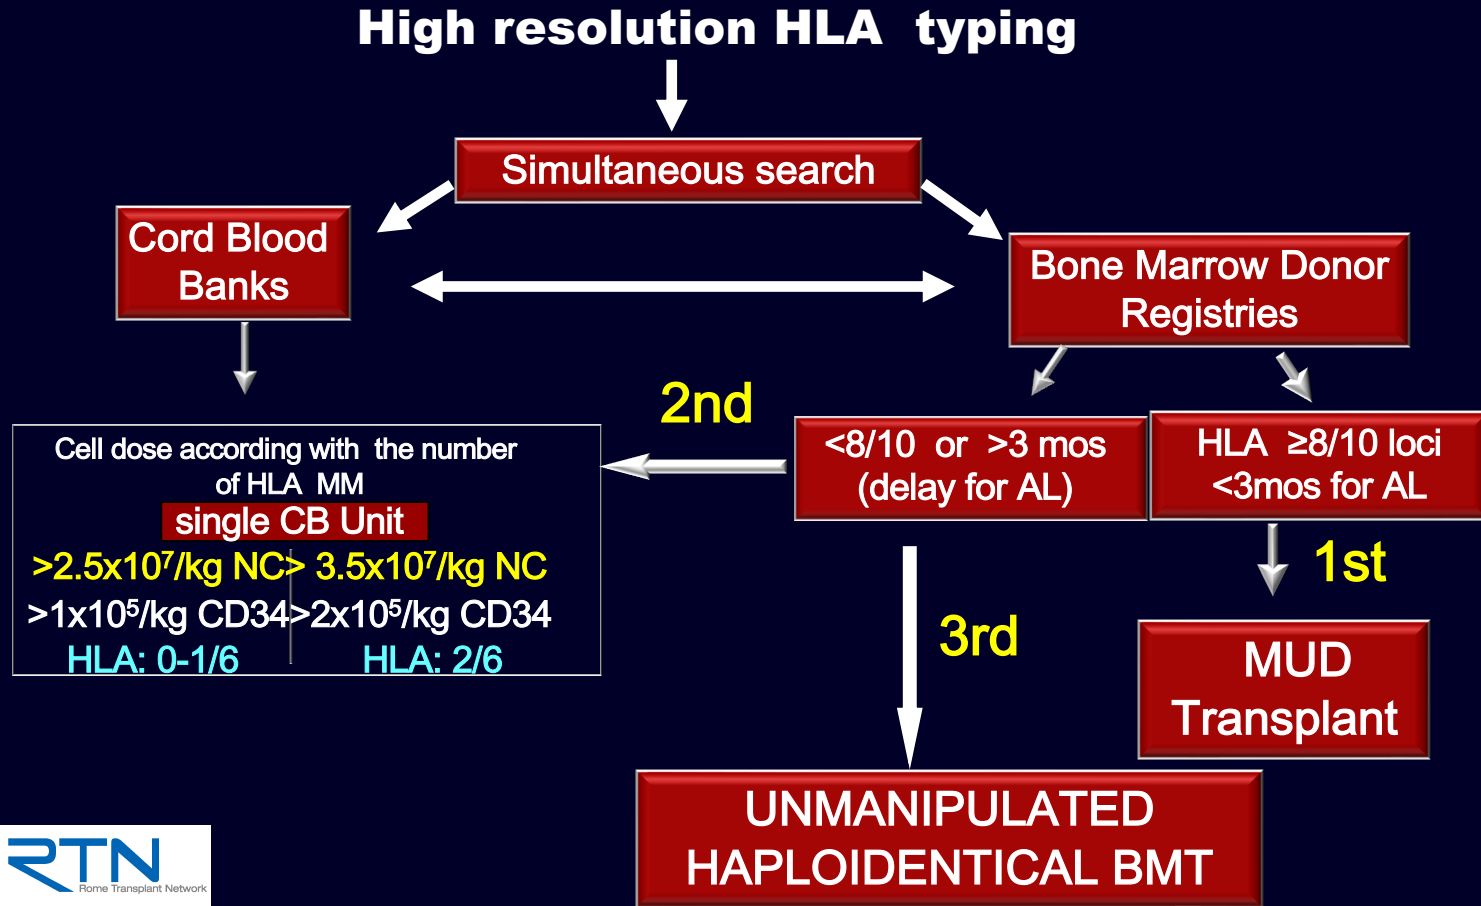 High resolution HLA typing
Simultaneous search
Cord Blood
Banks
Bone Marrow Donor
Registries
2nd
<8/10 or >3 mos
(delay for AL)
HLA ≥8/10 loci
<3mos for AL
Cell dose according with the number
of HLA MM
single CB Unit
>2.5x10⁷/kg NC> 3.5x10⁷/kg NC
>1x10⁵/kg CD34>2x10⁵/kg CD34
HLA: 0-1/6 HLA: 2/6
1st
3rd
MUD
Transplant
UNMANIPULATED
HAPLOIDENTICAL BMT
RTN
Rome Transplant Network